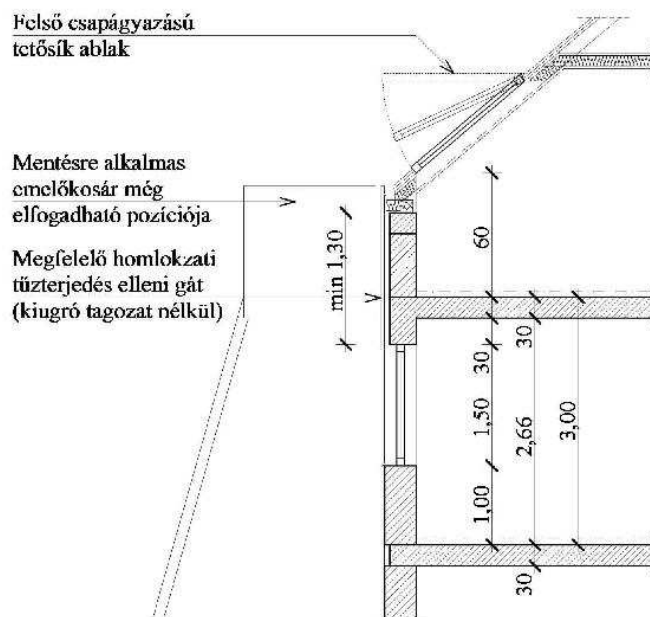 Felső csapágyazású
tetősík ablak
Mentésre alkalmas
emelőkosár még
elfogadható pozíciója
Megfelelő homlokzati
tűzterjedés elleni gát
(kiugró tagozat nélkül)
min 1,30
60
30
30
1,50
2,66
3,00
1,00
30